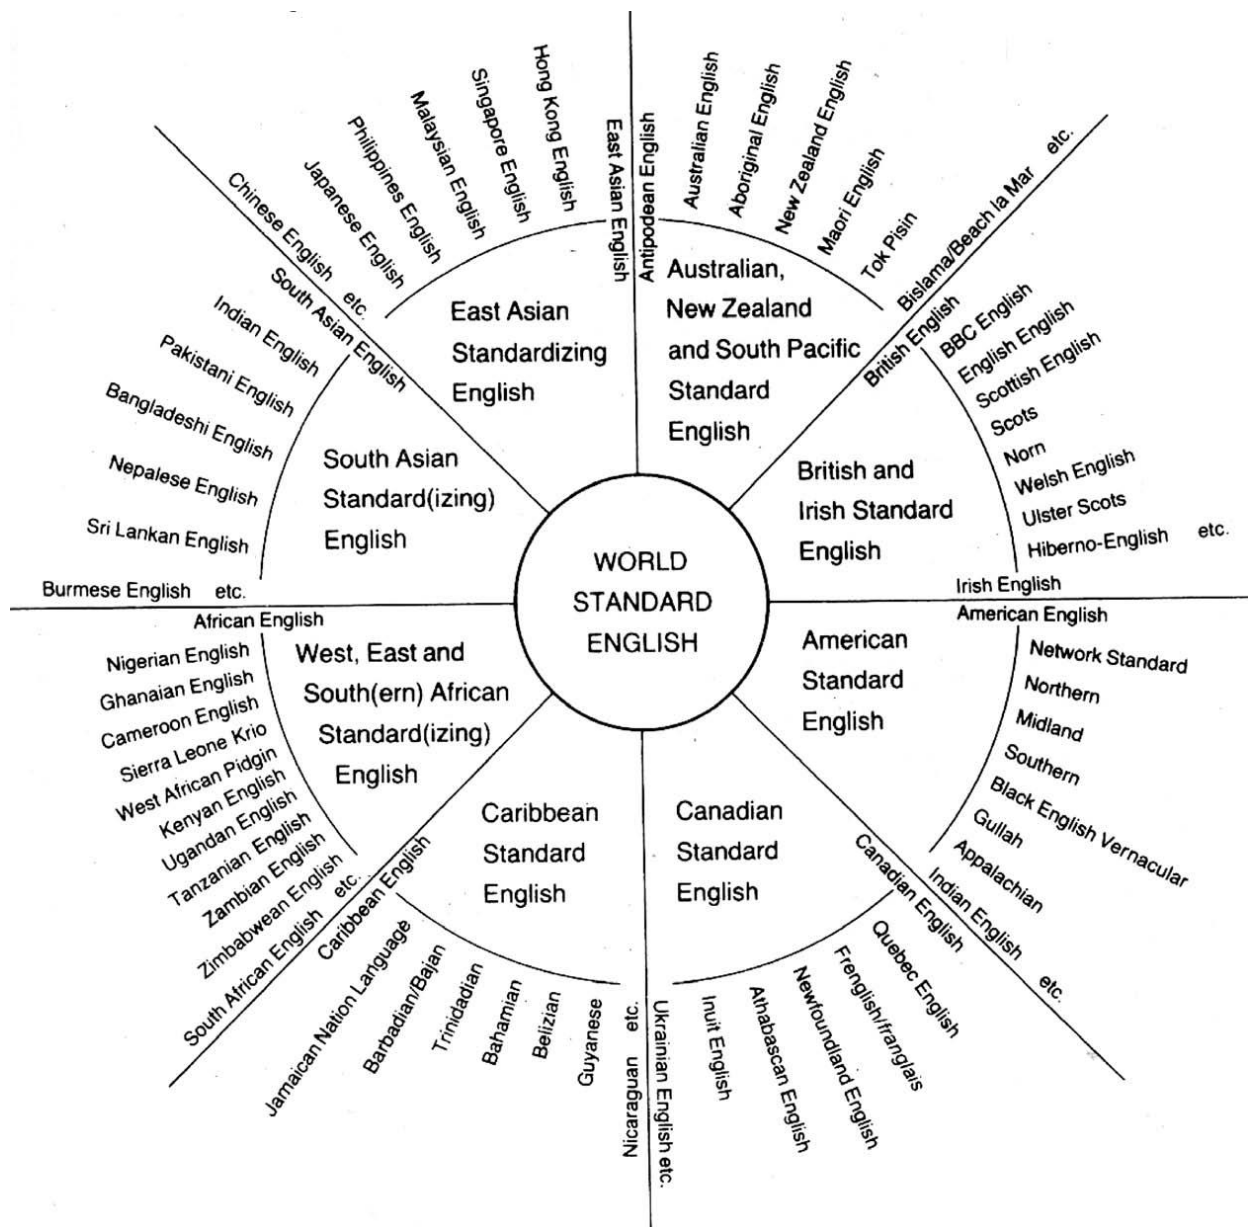 WORLD
STANDARD
ENGLISH
Australian,
New Zealand
and South Pacific
Standard
English
Antipodean English
Australian English
Aboriginal English
New Zealand English
Maori English
Tok Pisin
Bislama/Beach la Mar etc.
British and
Irish Standard
English
British English
BBC English
English English
Scottish English
Scots
Norn
Welsh English
Ulster Scots
Hiberno-English etc.
Irish English
American
Standard
English
American English
Network Standard
Northern
Midland
Southern
Black English Vernacular
Gullah
Appalachian
Indian English etc.
Canadian
Standard
English
Canadian English
Quebec English
Frenglish/franglais
Newfoundland English
Athabascan English
Inuit English
Ukrainian English etc.
Caribbean
Standard
English
Caribbean English
Jamaican Nation Language
Barbadian/Bajan
Trinidadian
Bahamian
Belizian
Guyanese
Nicaraguan etc.
West, East and
South(ern) African
Standard(izing)
English
African English
Nigerian English
Ghanaian English
Cameroon English
Sierra Leone Krio
West African Pidgin
Kenyan English
Ugandan English
Tanzanian English
Zambian English
Zimbabwean English
South African English etc.
South Asian
Standard(izing)
English
South Asian English
Indian English
Pakistani English
Bangladeshi English
Nepalese English
Sri Lankan English
Burmese English etc.
East Asian
Standardizing
English
East Asian English
Hong Kong English
Singapore English
Malaysian English
Philippines English
Japanese English
Chinese English etc.